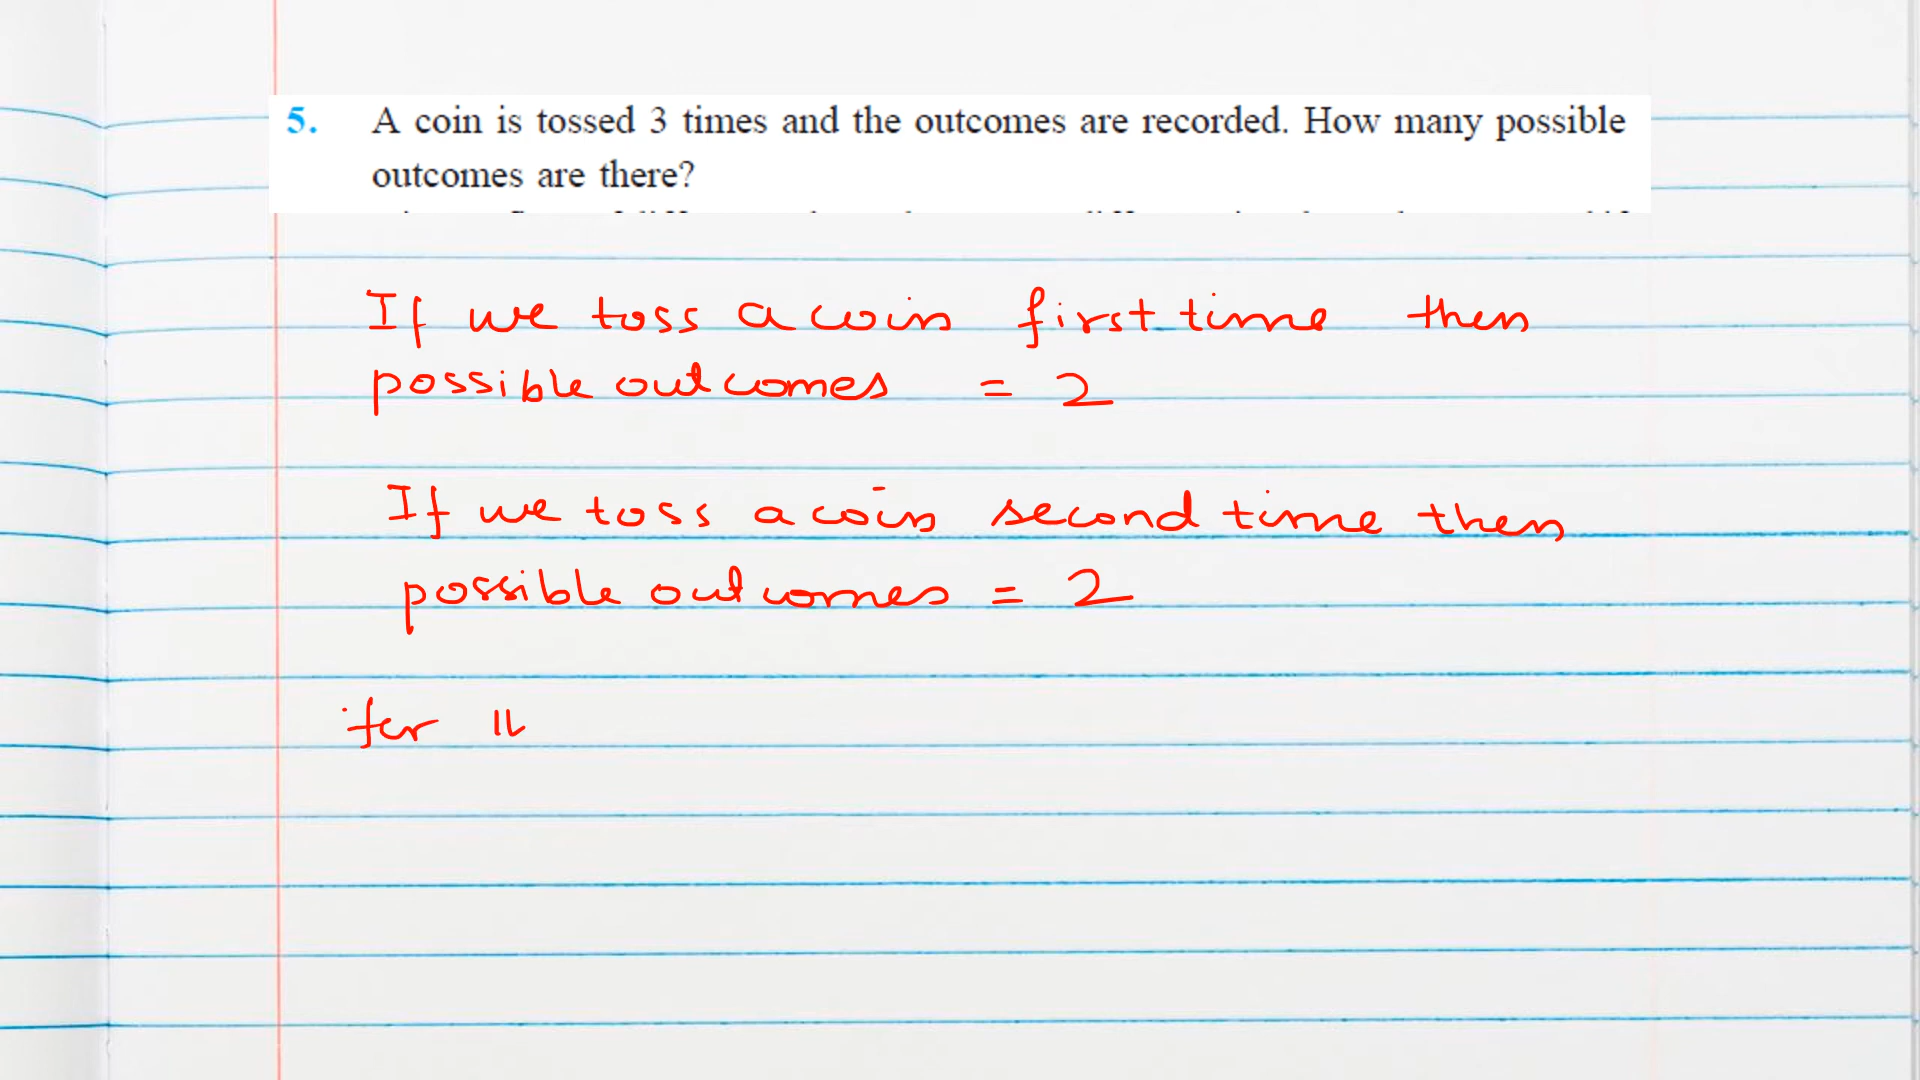 5. A coin is tossed 3 times and the outcomes are recorded. How many possible
outcomes are there?
If we toss a coin first time then
possible outcomes = 2
If we toss a coin second time then
possible outcomes = 2
for